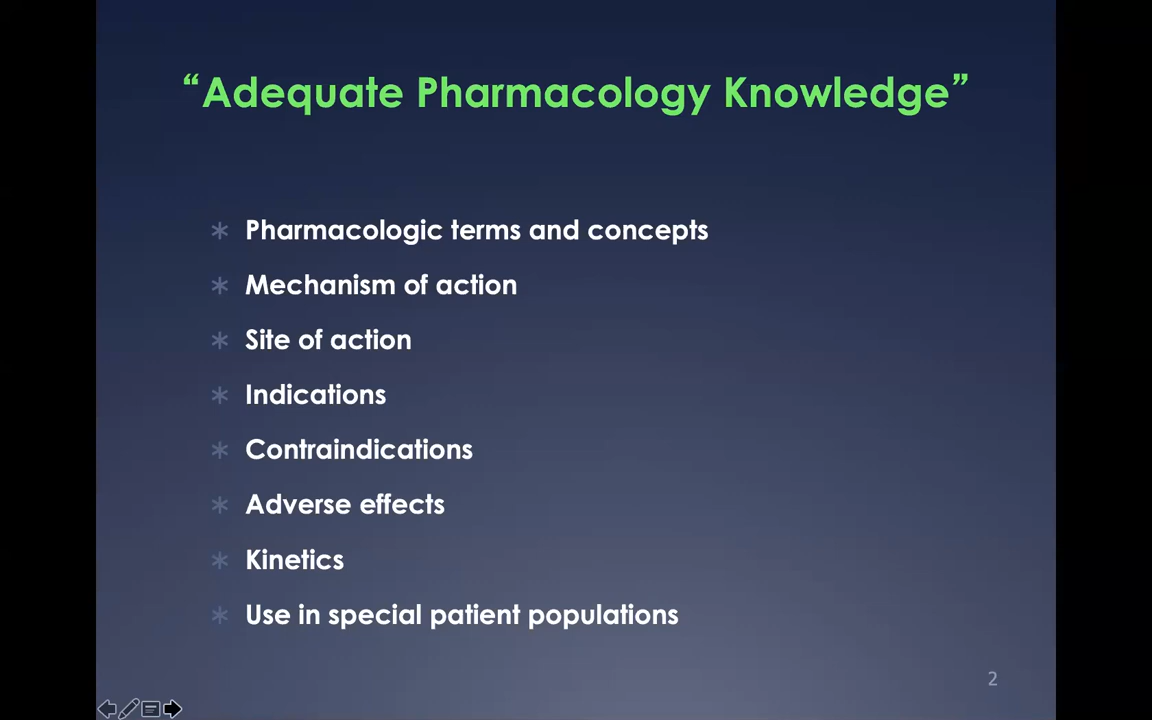 “Adequate Pharmacology Knowledge”
Pharmacologic terms and concepts
Mechanism of action
Site of action
Indications
Contraindications
Adverse effects
Kinetics
Use in special patient populations
2